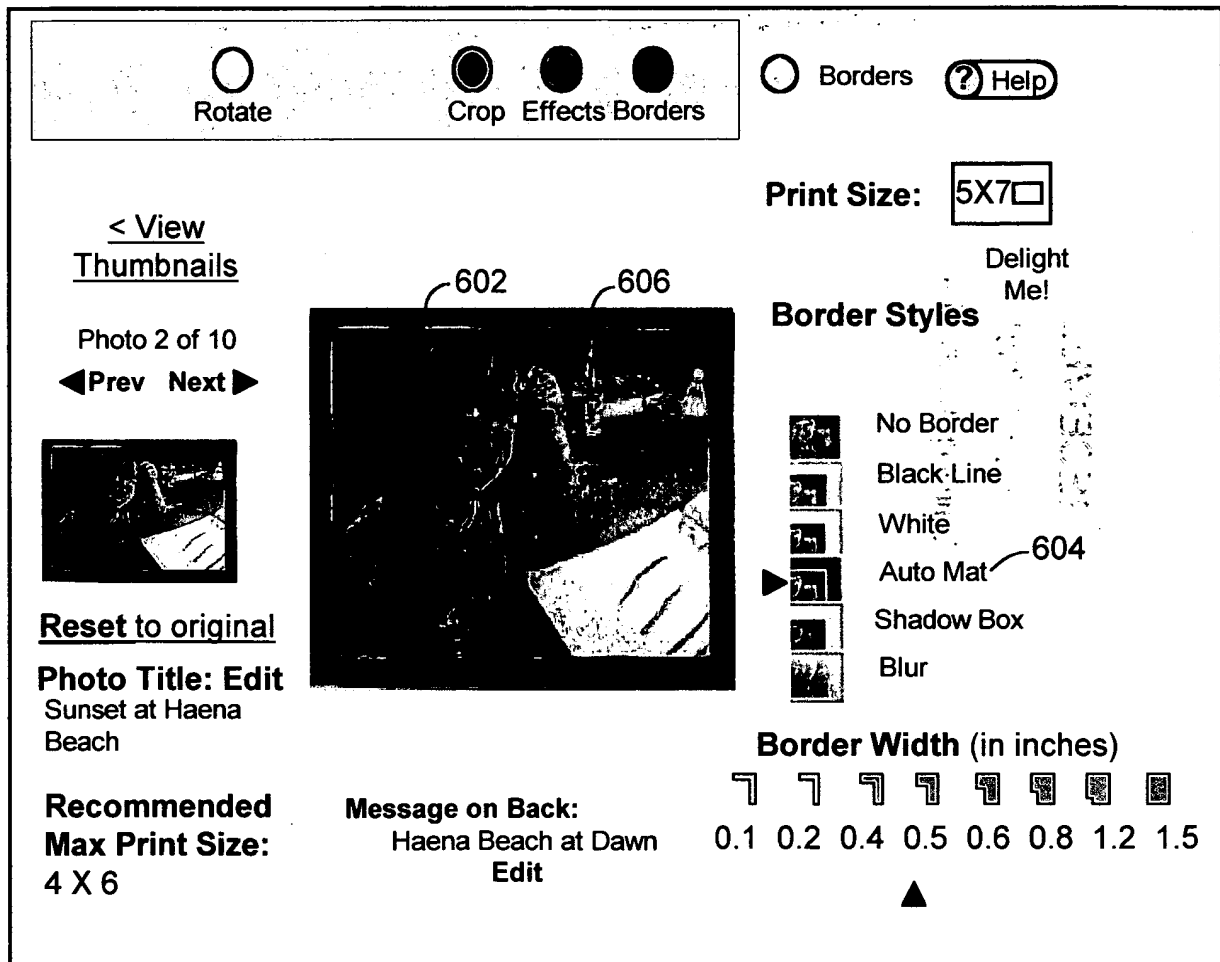 Rotate
Crop
Effects
Borders
Borders
? Help
Print Size:
5X7
< View
Thumbnails
Delight
Me!
602
606
Border Styles
Photo 2 of 10
Prev
Next
No Border
Black Line
White
Auto Mat
604
Shadow Box
Blur
Reset to original
Photo Title: Edit
Sunset at Haena
Beach
Border Width (in inches)
Recommended
Max Print Size:
4 X 6
Message on Back:
Haena Beach at Dawn
Edit
0.1 0.2 0.4 0.5 0.6 0.8 1.2 1.5